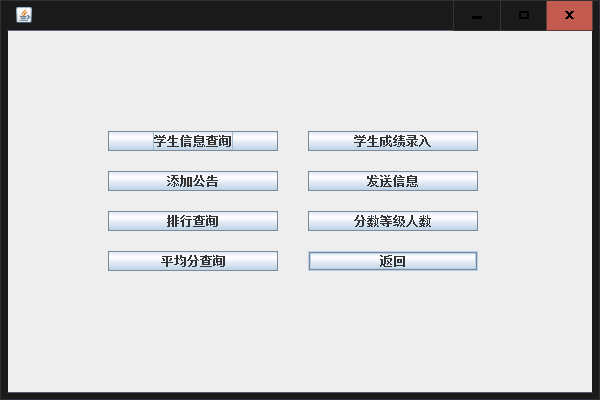 学生信息查询
学生成绩录入
添加公告
发送信息
排行查询
分数等级人数
平均分查询
返回